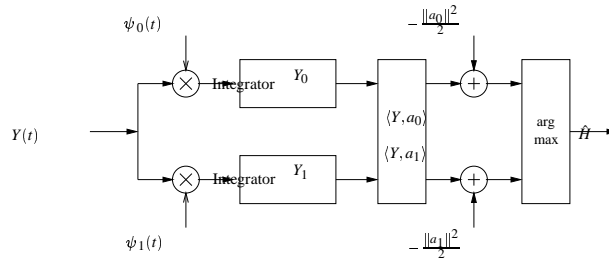 ψ₀(t)
− ‖a₀‖² / 2
Integrator Y₀
⟨Y, a₀⟩
Y(t)
arg
max
Ĥ
⟨Y, a₁⟩
Integrator Y₁
ψ₁(t)
− ‖a₁‖² / 2